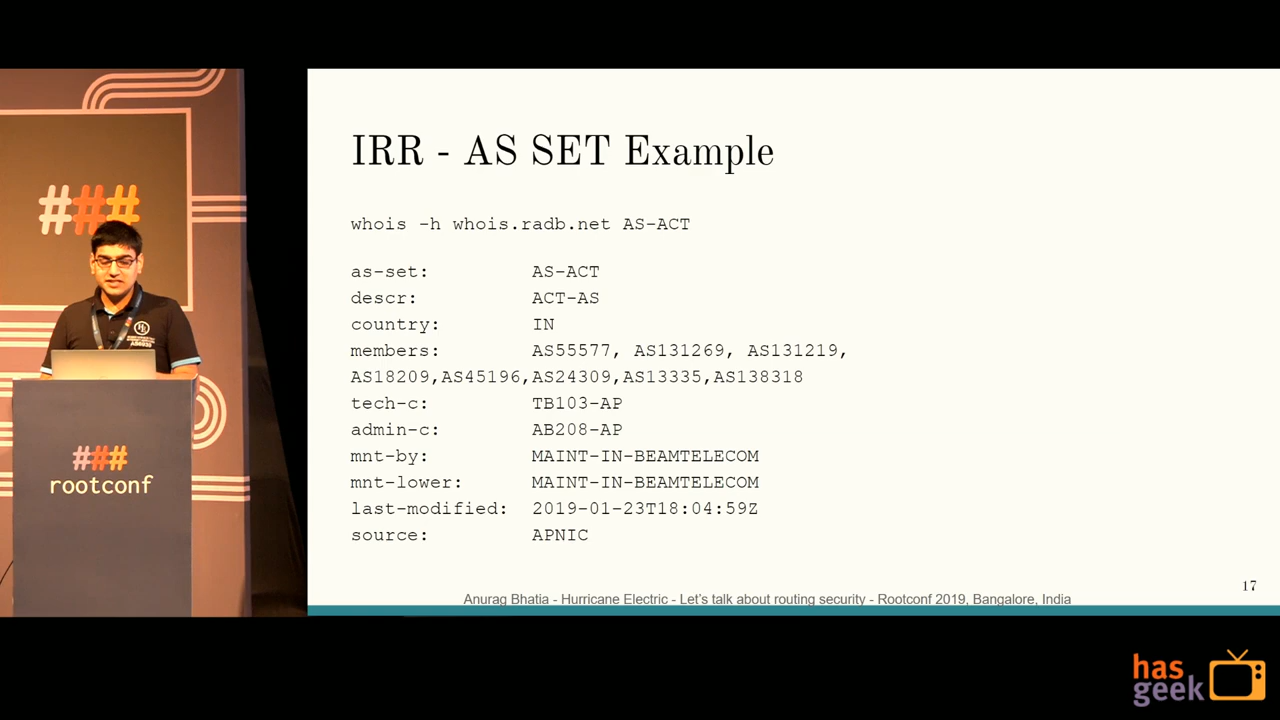 ###
AS6939
###
rootconf
IRR - AS SET Example
whois -h whois.radb.net AS-ACT
as-set: AS-ACT
descr: ACT-AS
country: IN
members: AS55577, AS131269, AS131219,
AS18209,AS45196,AS24309,AS13335,AS138318
tech-c: TB103-AP
admin-c: AB208-AP
mnt-by: MAINT-IN-BEAMTELECOM
mnt-lower: MAINT-IN-BEAMTELECOM
last-modified: 2019-01-23T18:04:59Z
source: APNIC
17
Anurag Bhatia - Hurricane Electric - Let's talk about routing security - Rootconf 2019, Bangalore, India
has
geek